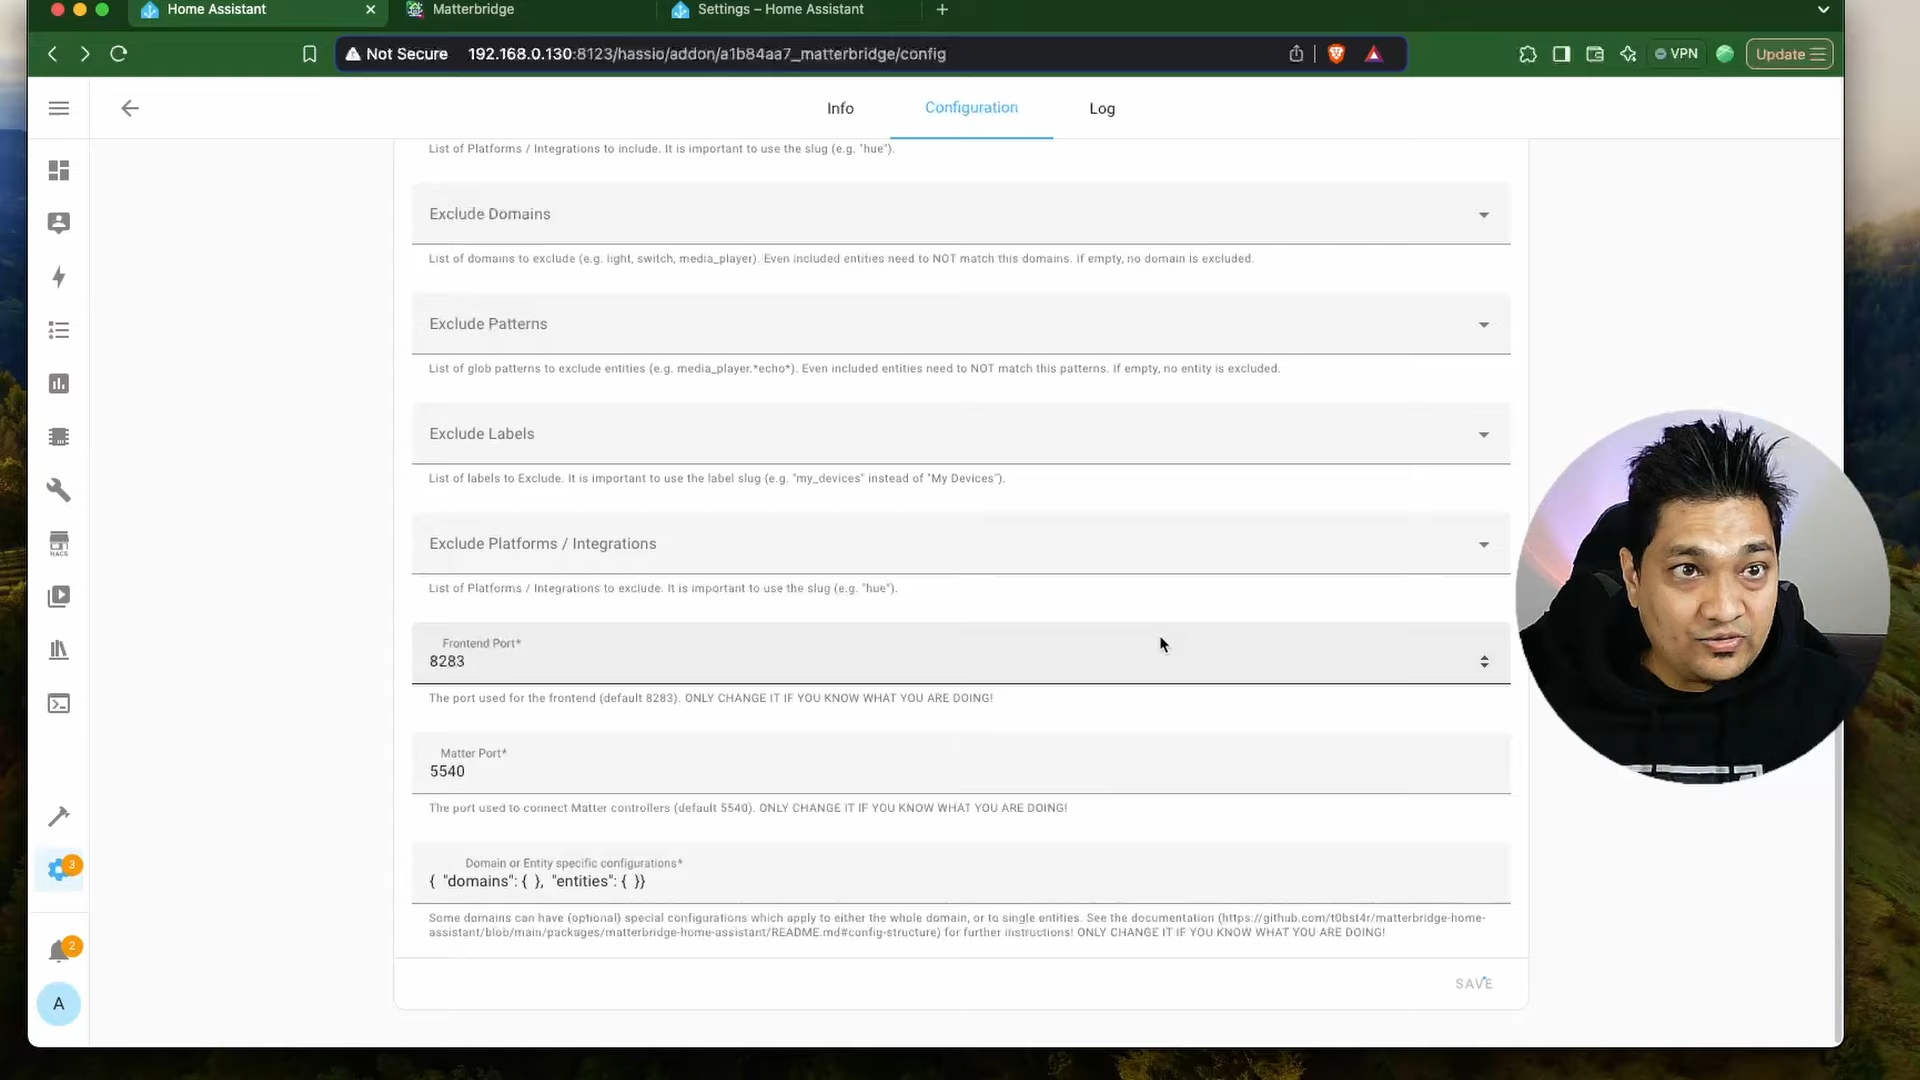 Home Assistant
Matterbridge
Settings – Home Assistant
Not Secure 192.168.0.130:8123/hassio/addon/a1b84aa7_matterbridge/config
VPN
Update
Info
Configuration
Log
List of Platforms / Integrations to include. It is important to use the slug (e.g. "hue").
Exclude Domains
List of domains to exclude (e.g. light, switch, media_player). Even included entities need to NOT match this domains. If empty, no domain is excluded.
Exclude Patterns
List of glob patterns to exclude entities (e.g. media_player.*echo*). Even included entities need to NOT match this patterns. If empty, no entity is excluded.
Exclude Labels
List of labels to Exclude. It is important to use the label slug (e.g. "my_devices" instead of "My Devices").
Exclude Platforms / Integrations
List of Platforms / Integrations to exclude. It is important to use the slug (e.g. "hue").
Frontend Port*
8283
The port used for the frontend (default 8283). ONLY CHANGE IT IF YOU KNOW WHAT YOU ARE DOING!
Matter Port*
5540
The port used to connect Matter controllers (default 5540). ONLY CHANGE IT IF YOU KNOW WHAT YOU ARE DOING!
Domain or Entity specific configurations*
{ "domains": { }, "entities": { }}
Some domains can have (optional) special configurations which apply to either the whole domain, or to single entities. See the documentation (https://github.com/t0bst4r/matterbridge-home-
assistant/blob/main/packages/matterbridge-home-assistant/README.md#config-structure) for further instructions! ONLY CHANGE IT IF YOU KNOW WHAT YOU ARE DOING!
SAVE
HACS
3
2
A